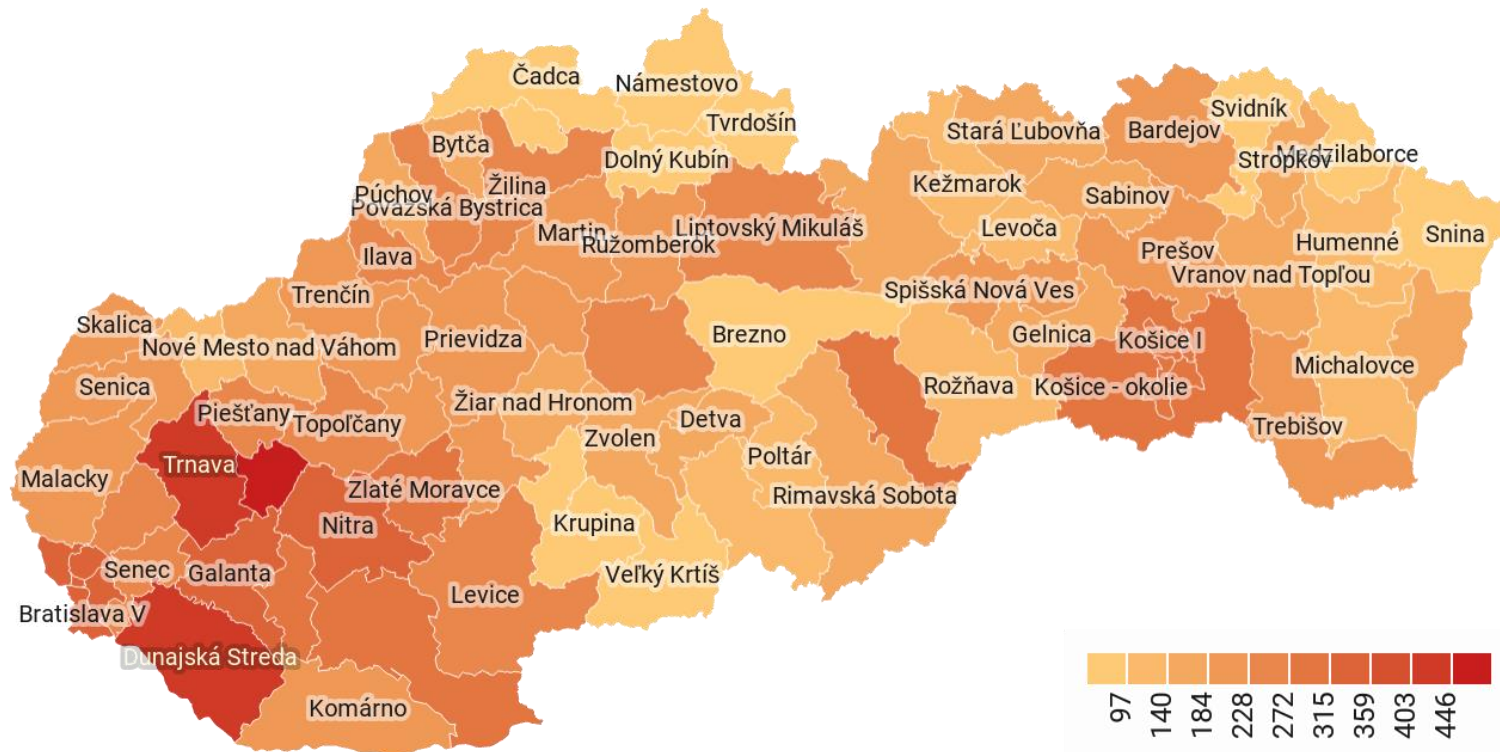 Čadca
Námestovo
Tvrdošín
Svidník
Stará Ľubovňa
Bardejov
Bytča
Dolný Kubín
Stropkov
Medzilaborce
Žilina
Kežmarok
Sabinov
Púchov
Považská Bystrica
Martin
Ružomberok
Liptovský Mikuláš
Levoča
Snina
Ilava
Prešov
Humenné
Vranov nad Topľou
Trenčín
Spišská Nová Ves
Skalica
Nové Mesto nad Váhom
Prievidza
Brezno
Gelnica
Košice I
Michalovce
Senica
Rožňava
Košice - okolie
Piešťany
Topoľčany
Žiar nad Hronom
Detva
Zvolen
Trebišov
Trnava
Poltár
Malacky
Zlaté Moravce
Rimavská Sobota
Nitra
Krupina
Senec
Galanta
Veľký Krtíš
Levice
Bratislava V
Dunajská Streda
Komárno
97
140
184
228
272
315
359
403
446